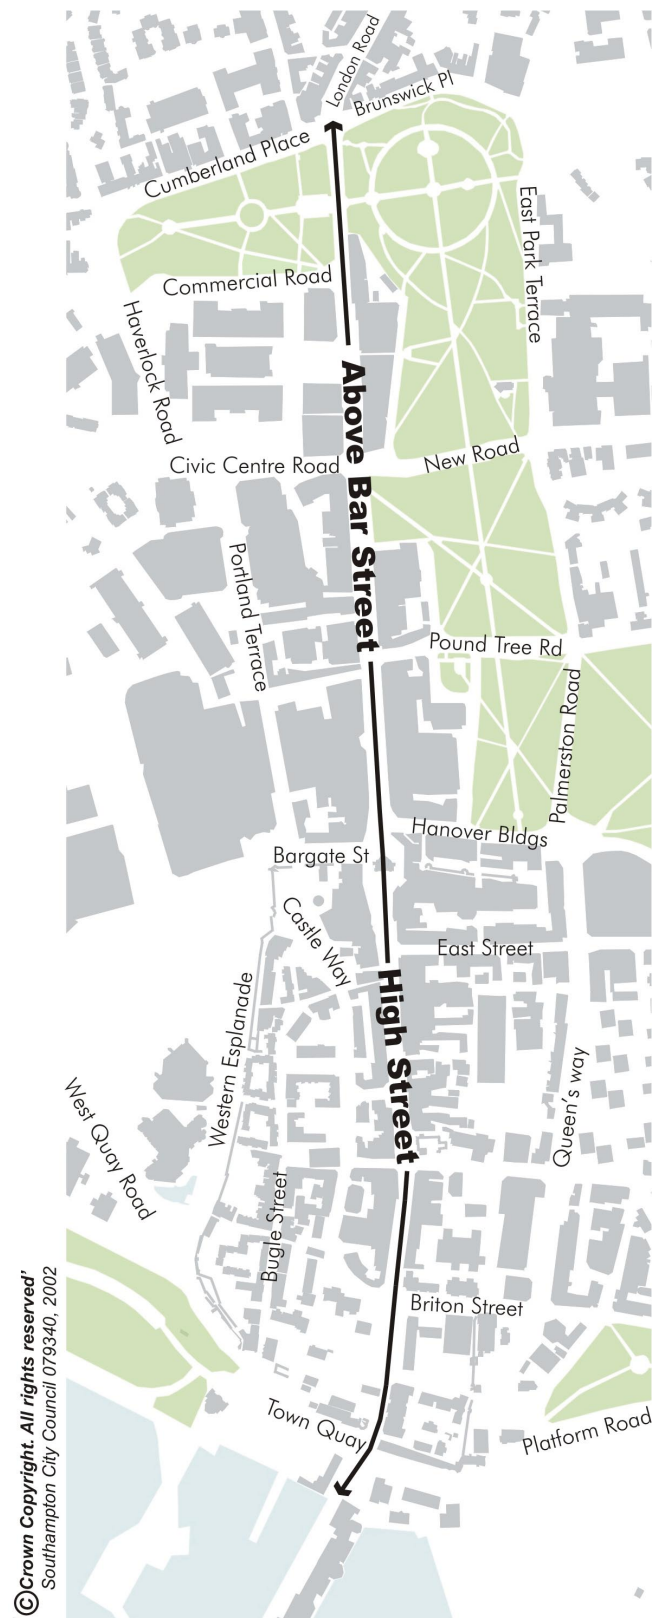 London Road
Brunswick Pl
Cumberland Place
East Park Terrace
Commercial Road
Haverlock Road
Above Bar Street
New Road
Civic Centre Road
Portland Terrace
Pound Tree Rd
Palmerston Road
Hanover Bldgs
Bargate St
Castle Way
East Street
High Street
Western Esplanade
Queen's way
West Quay Road
Bugle Street
Briton Street
Town Quay
Platform Road
©Crown Copyright. All rights reserved'
Southampton City Council 079340, 2002